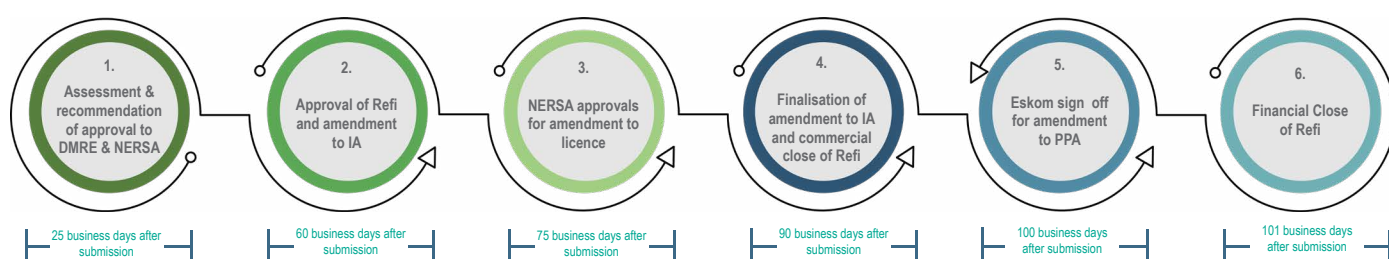 1.
Assessment &
recommendation
of approval to
DMRE & NERSA
2.
Approval of Refi
and amendment
to IA
3.
NERSA approvals
for amendment to
licence
4.
Finalisation of
amendment to IA
and commercial
close of Refi
5.
Eskom sign off
for amendment
to PPA
6.
Financial Close
of Refi
25 business days after
submission
60 business days after
submission
75 business days after
submission
90 business days after
submission
100 business days
after submission
101 business days
after submission